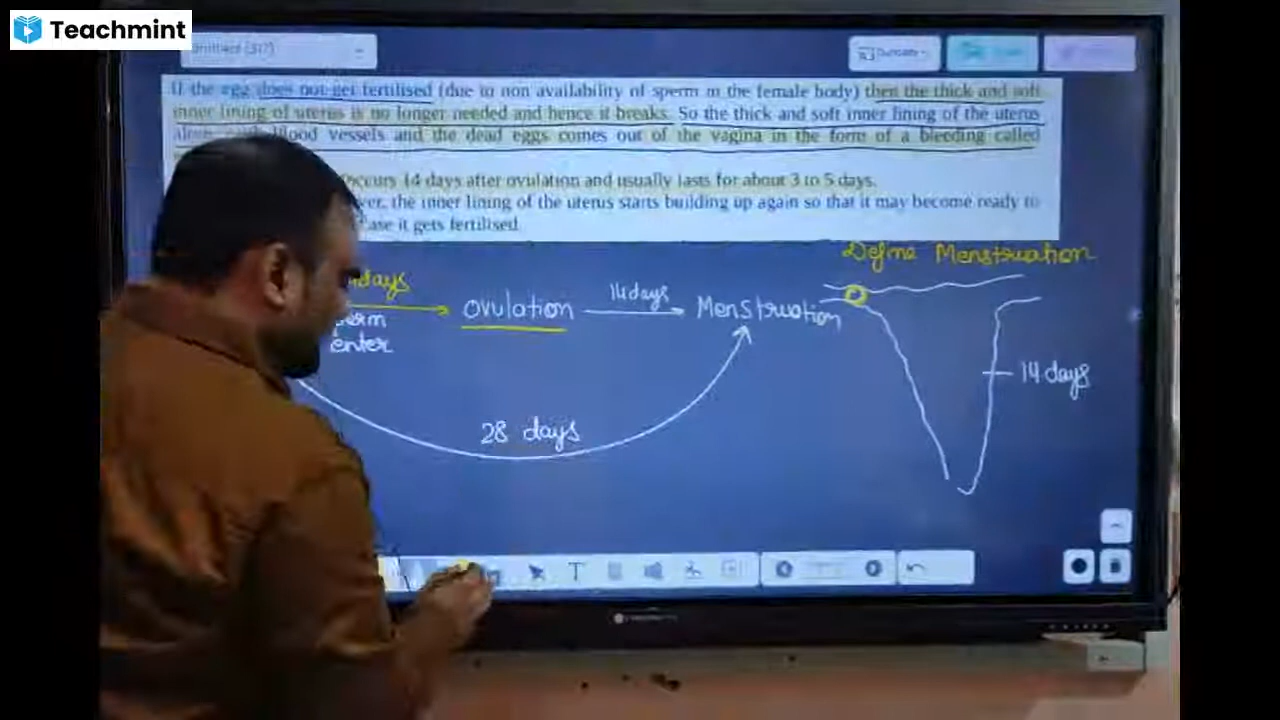 Teachmint
If the egg does not get fertilised (due to non availability of sperm in the female body) then the thick and soft
inner lining of uterus is no longer needed and hence it breaks. So the thick and soft inner lining of the uterus
blood vessels and the dead eggs comes out of the vagina in the form of a bleeding called
occurs 14 days after ovulation and usually lasts for about 3 to 5 days.
the inner lining of the uterus starts building up again so that it may become ready to
case it gets fertilised.
Define Menstruation
days
ovulation
14 days
Menstruation
enter
14 days
28 days
T